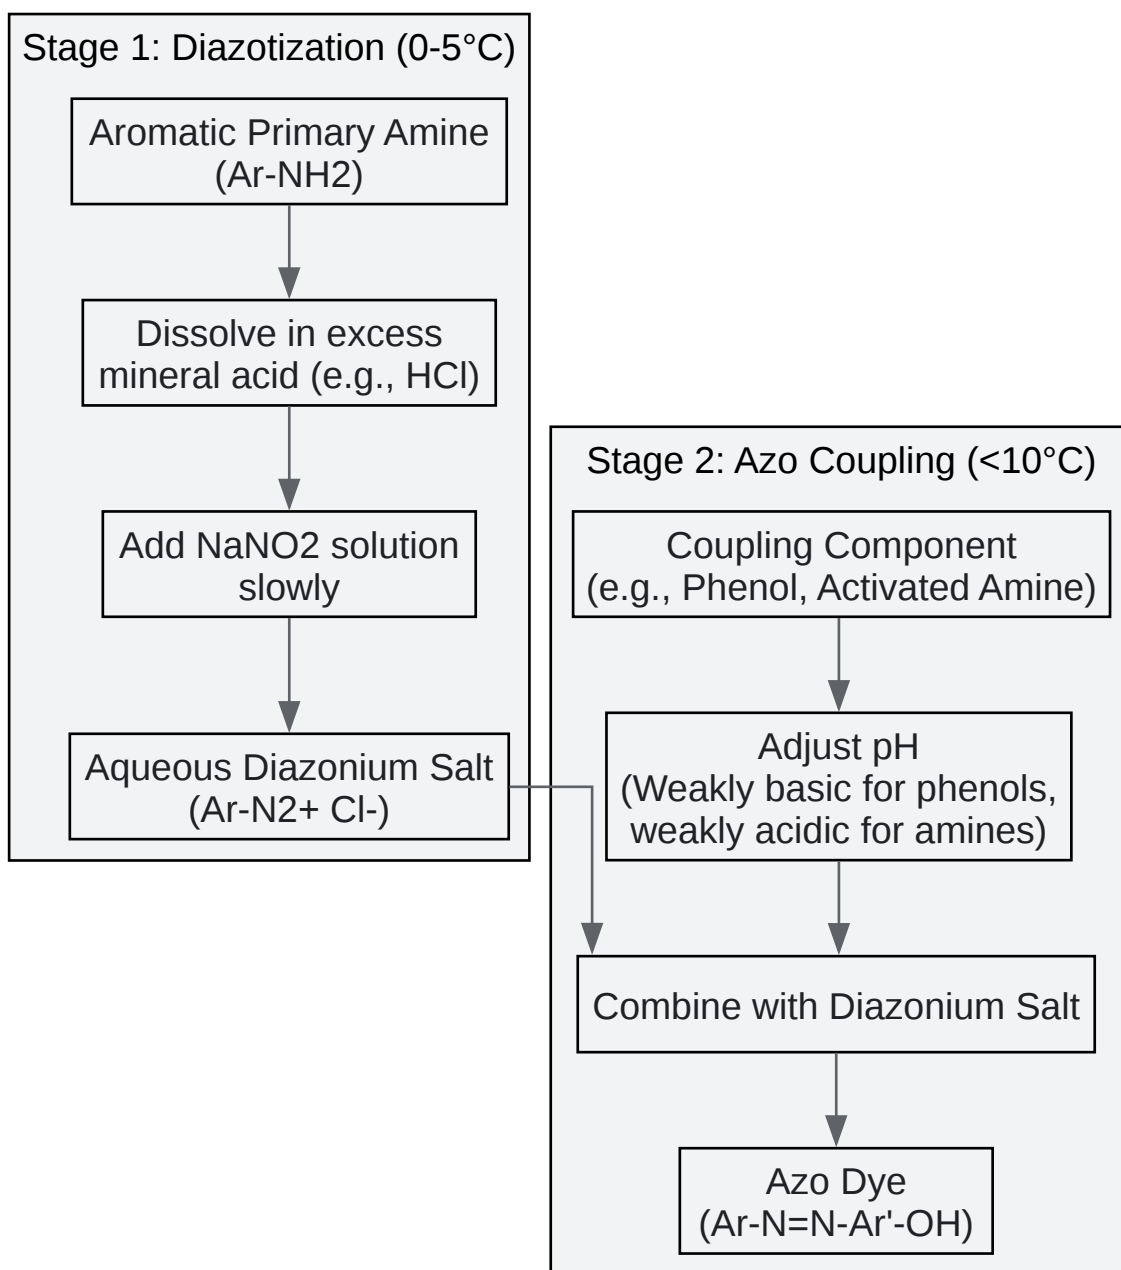 Stage 1: Diazotization (0-5°C)
Aromatic Primary Amine
(Ar-NH2)
Dissolve in excess
mineral acid (e.g., HCl)
Add NaNO2 solution
slowly
Aqueous Diazonium Salt
(Ar-N2+ Cl-)
Stage 2: Azo Coupling (<10°C)
Coupling Component
(e.g., Phenol, Activated Amine)
Adjust pH
(Weakly basic for phenols,
weakly acidic for amines)
Combine with Diazonium Salt
Azo Dye
(Ar-N=N-Ar'-OH)